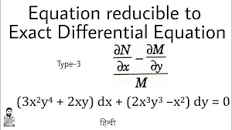 Equation reducible to
Exact Differential Equation
Type-3
∂N/∂x − ∂M/∂y
M
(3x²y⁴ + 2xy) dx + (2x³y³ −x²) dy = 0
हिन्दी